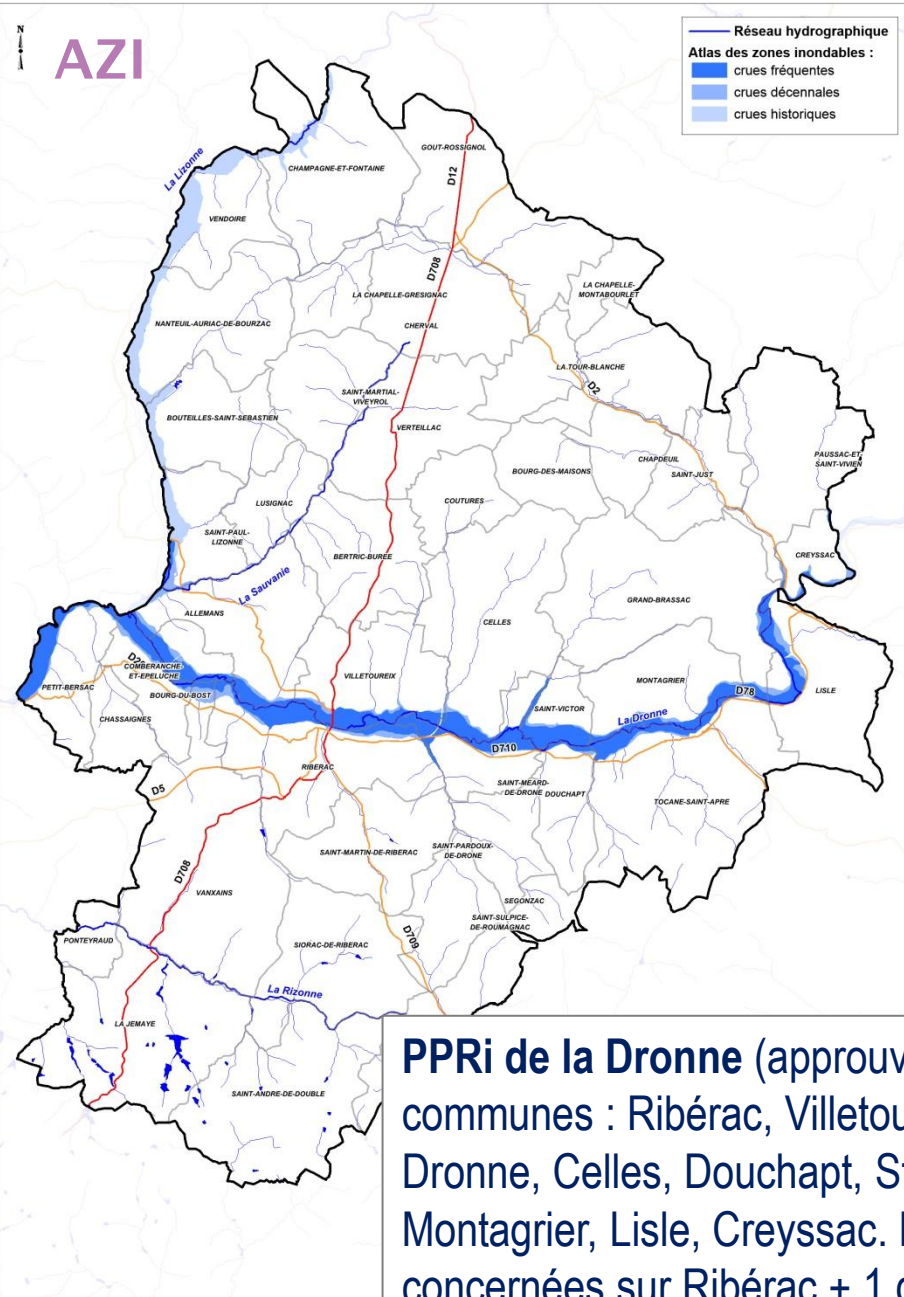 N
AZI
Réseau hydrographique
Atlas des zones inondables :
crues fréquentes
crues décennales
crues historiques
GOUT-ROSSIGNOL
CHAMPAGNE-ET-FONTAINE
La Lizonne
D12
VENDOIRE
D708
LA CHAPELLE-
MONTABOURLET
LA CHAPELLE-GRESIGNAC
NANTEUIL-AURIAC-DE-BOURZAC
CHERVAL
LA TOUR-BLANCHE
D2
SAINT-MARTIAL-
VIVEYROL
BOUTEILLES-SAINT-SEBASTIEN
VERTEILLAC
PAUSSAC-ET-
SAINT-VIVIEN
CHAPDEUIL
BOURG-DES-MAISONS
SAINT-JUST
LUSIGNAC
COUTURES
SAINT-PAUL-
LIZONNE
BERTRIC-BUREE
CREYSSAC
La Sauvanie
GRAND-BRASSAC
ALLEMANS
CELLES
COMBERANCHE-
ET-EPELUCHE
VILLETOUREIX
MONTAGRIER
PETIT-BERSAC
BOURG-DU-BOST
D78
LISLE
SAINT-VICTOR
CHASSAIGNES
La Dronne
D710
RIBERAC
SAINT-MEARD-
DE-DRONE
DOUCHAPT
D5
TOCANE-SAINT-APRE
SAINT-MARTIN-DE-RIBERAC
SAINT-PARDOUX-
DE-DRONE
D708
VANXAINS
SEGONZAC
SAINT-SULPICE-
DE-ROUMAGNAC
D709
PONTEYRAUD
SIORAC-DE-RIBERAC
La Rizonne
LA JEMAYE
SAINT-ANDRE-DE-DOUBLE
PPRi de la Dronne (approuv
communes : Ribérac, Villetou
Dronne, Celles, Douchapt, S
Montagrier, Lisle, Creyssac.
concernées sur Ribérac + 1